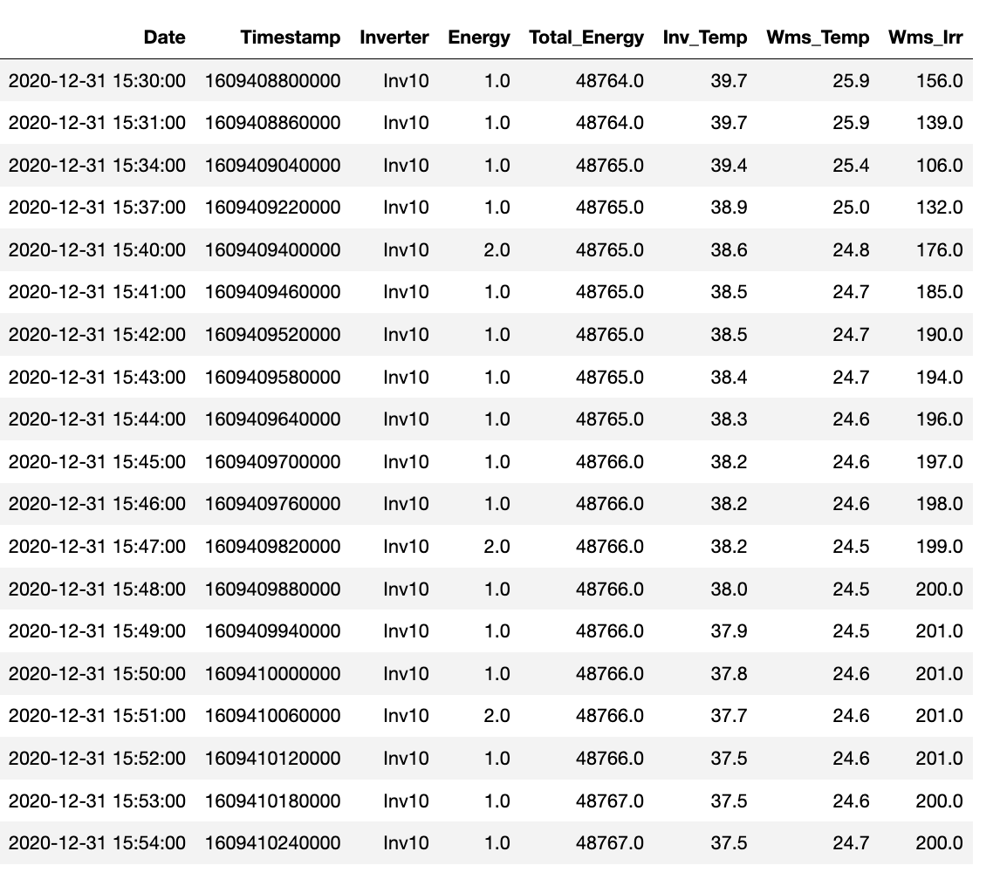 Date Timestamp Inverter Energy Total_Energy Inv_Temp Wms_Temp Wms_Irr
2020-12-31 15:30:00 1609408800000 Inv10 1.0 48764.0 39.7 25.9 156.0
2020-12-31 15:31:00 1609408860000 Inv10 1.0 48764.0 39.7 25.9 139.0
2020-12-31 15:34:00 1609409040000 Inv10 1.0 48765.0 39.4 25.4 106.0
2020-12-31 15:37:00 1609409220000 Inv10 1.0 48765.0 38.9 25.0 132.0
2020-12-31 15:40:00 1609409400000 Inv10 2.0 48765.0 38.6 24.8 176.0
2020-12-31 15:41:00 1609409460000 Inv10 1.0 48765.0 38.5 24.7 185.0
2020-12-31 15:42:00 1609409520000 Inv10 1.0 48765.0 38.5 24.7 190.0
2020-12-31 15:43:00 1609409580000 Inv10 1.0 48765.0 38.4 24.7 194.0
2020-12-31 15:44:00 1609409640000 Inv10 1.0 48765.0 38.3 24.6 196.0
2020-12-31 15:45:00 1609409700000 Inv10 1.0 48766.0 38.2 24.6 197.0
2020-12-31 15:46:00 1609409760000 Inv10 1.0 48766.0 38.2 24.6 198.0
2020-12-31 15:47:00 1609409820000 Inv10 2.0 48766.0 38.2 24.5 199.0
2020-12-31 15:48:00 1609409880000 Inv10 1.0 48766.0 38.0 24.5 200.0
2020-12-31 15:49:00 1609409940000 Inv10 1.0 48766.0 37.9 24.5 201.0
2020-12-31 15:50:00 1609410000000 Inv10 1.0 48766.0 37.8 24.6 201.0
2020-12-31 15:51:00 1609410060000 Inv10 2.0 48766.0 37.7 24.6 201.0
2020-12-31 15:52:00 1609410120000 Inv10 1.0 48766.0 37.5 24.6 201.0
2020-12-31 15:53:00 1609410180000 Inv10 1.0 48767.0 37.5 24.6 200.0
2020-12-31 15:54:00 1609410240000 Inv10 1.0 48767.0 37.5 24.7 200.0